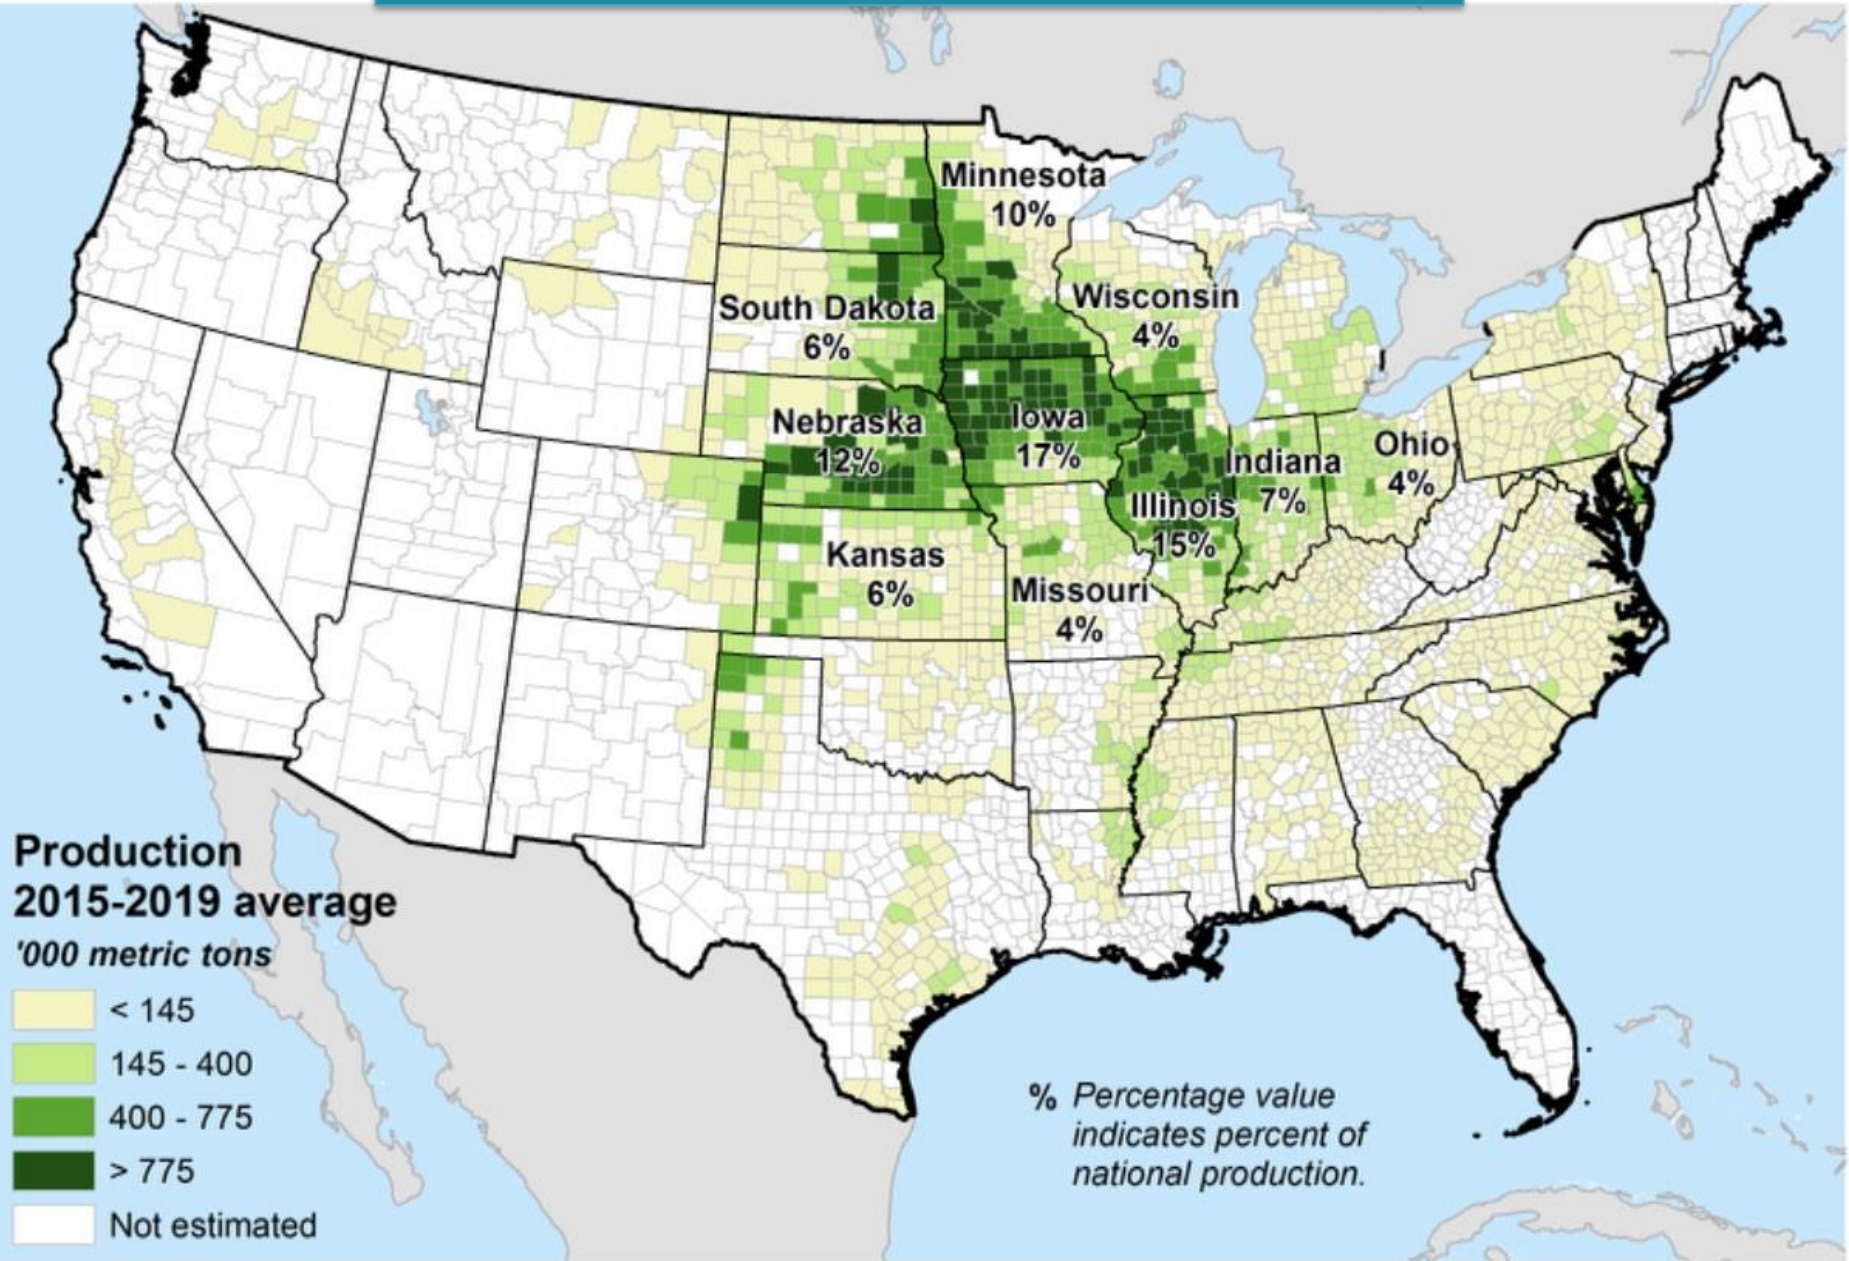 Minnesota
10%
South Dakota
6%
Wisconsin
4%
Nebraska
12%
Iowa
17%
Illinois
15%
Indiana
7%
Ohio
4%
Kansas
6%
Missouri
4%
Production
2015-2019 average
'000 metric tons
< 145
145 - 400
400 - 775
> 775
Not estimated
% Percentage value
indicates percent of
national production.